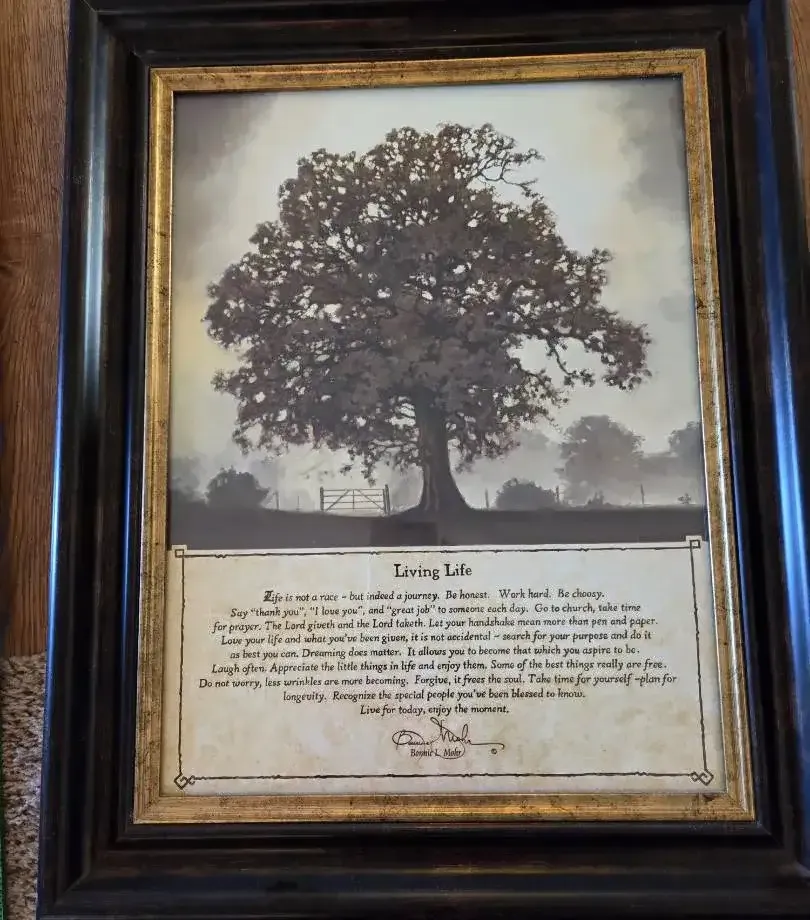 Living Life
Life is not a race - but indeed a journey. Be honest. Work hard. Be choosy.
Say "thank you", "I love you", and "great job" to someone each day. Go to church, take time
for prayer. The Lord giveth and the Lord taketh. Let your handshake mean more than pen and paper.
Love your life and what you've been given, it is not accidental ~ search for your purpose and do it
as best you can. Dreaming does matter. It allows you to become that which you aspire to be.
Laugh often. Appreciate the little things in life and enjoy them. Some of the best things really are free.
Do not worry, less wrinkles are more becoming. Forgive, it frees the soul. Take time for yourself ~plan for
longevity. Recognize the special people you've been blessed to know.
Live for today, enjoy the moment.
Bonnie Mohr
Bonnie L. Mohr ©